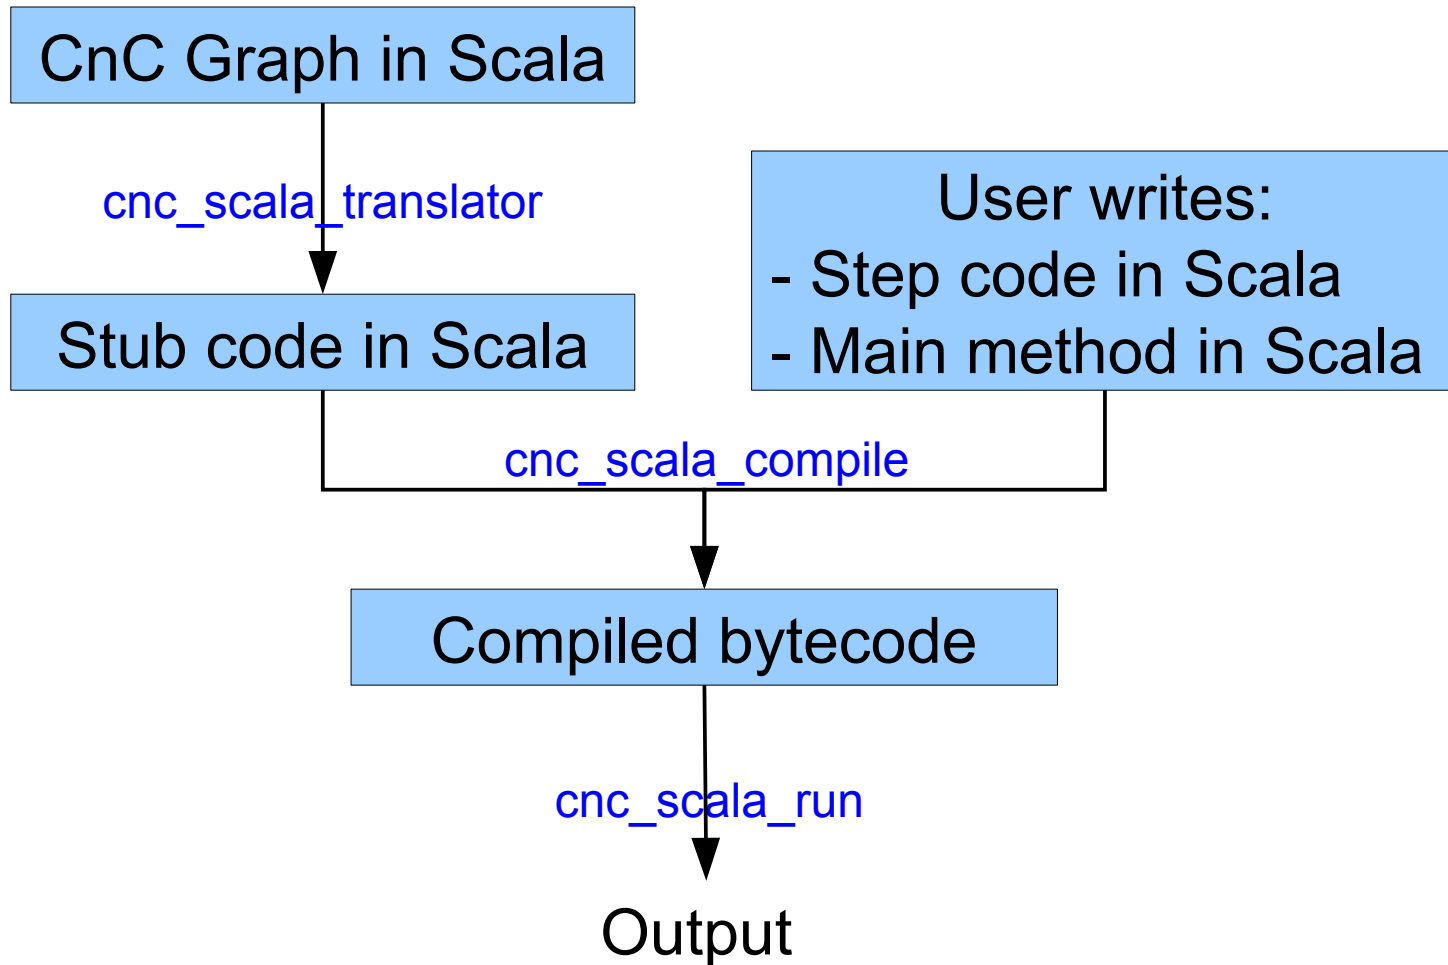 CnC Graph in Scala
cnc_scala_translator
User writes:
- Step code in Scala
- Main method in Scala
Stub code in Scala
cnc_scala_compile
Compiled bytecode
cnc_scala_run
Output